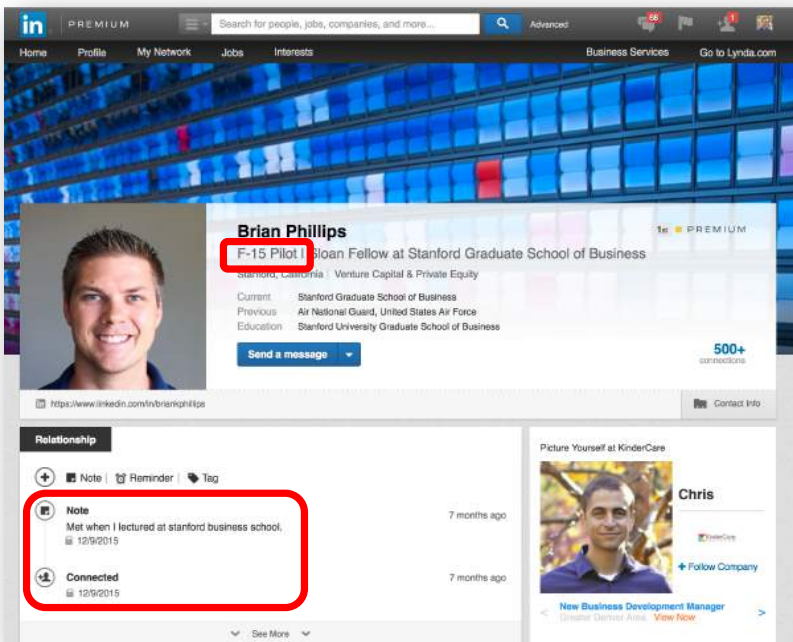 in PREMIUM Search for people, jobs, companies, and more... Advanced 66 1
Home Profile My Network Jobs Interests Business Services Go to Lynda.com
Brian Phillips 1st PREMIUM
F-15 Pilot | Sloan Fellow at Stanford Graduate School of Business
Stanford, California Venture Capital & Private Equity
Current Stanford Graduate School of Business
Previous Air National Guard, United States Air Force
Education Stanford University Graduate School of Business
Send a message
500+
connections
https://www.linkedin.com/in/briankphillips Contact Info
Relationship
Note Reminder Tag
Note
Met when I lectured at stanford business school.
12/9/2015
7 months ago
Connected
12/9/2015
7 months ago
See More
Picture Yourself at KinderCare
Chris
KinderCare
+ Follow Company
New Business Development Manager
Greater Denver Area. View Now